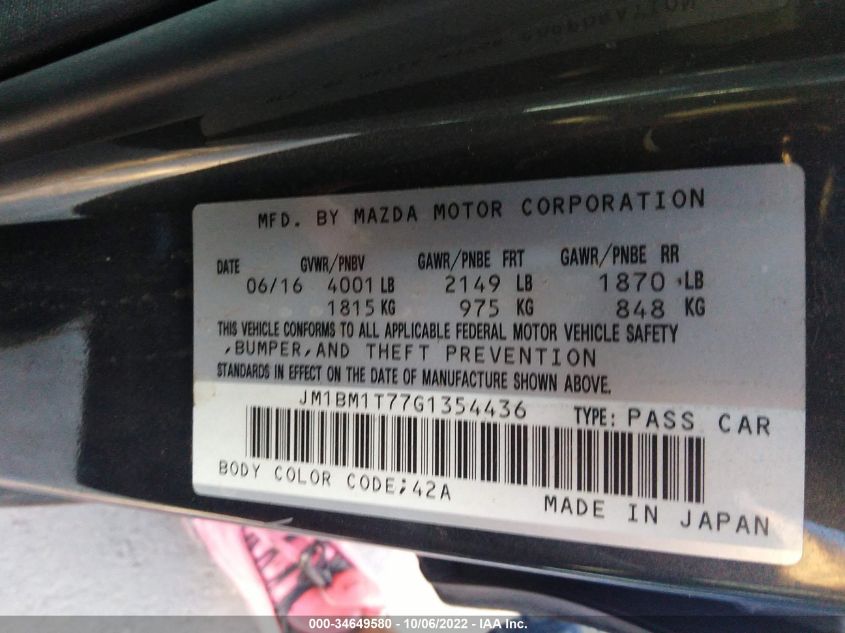 MFD. BY MAZDA MOTOR CORPORATION
DATE GVWR/PNBV GAWR/PNBE FRT GAWR/PNBE RR
06/16 4001 LB 2149 LB 1870 LB
1815 KG 975 KG 848 KG
THIS VEHICLE CONFORMS TO ALL APPLICABLE FEDERAL MOTOR VEHICLE SAFETY
,BUMPER,AND THEFT PREVENTION
STANDARDS IN EFFECT ON THE DATE OF MANUFACTURE SHOWN ABOVE.
JM1BM1T77G1354436 TYPE: PASS CAR
BODY COLOR CODE;42A
MADE IN JAPAN
000-34649580 - 10/06/2022 - IAA Inc.